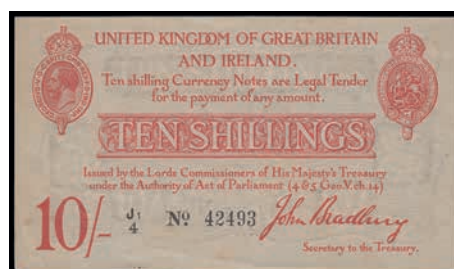 UNITED KINGDOM OF GREAT BRITAIN
AND IRELAND.
Ten shilling Currency Notes are Legal Tender
for the payment of any amount.
TEN SHILLINGS
Issued by the Lords Commissioners of His Majesty's Treasury
under the Authority of Act of Parliament (4 & 5 Geo. V. ch. 14)
10/- J¹/4 Nº 42493 John Bradbury
Secretary to the Treasury.